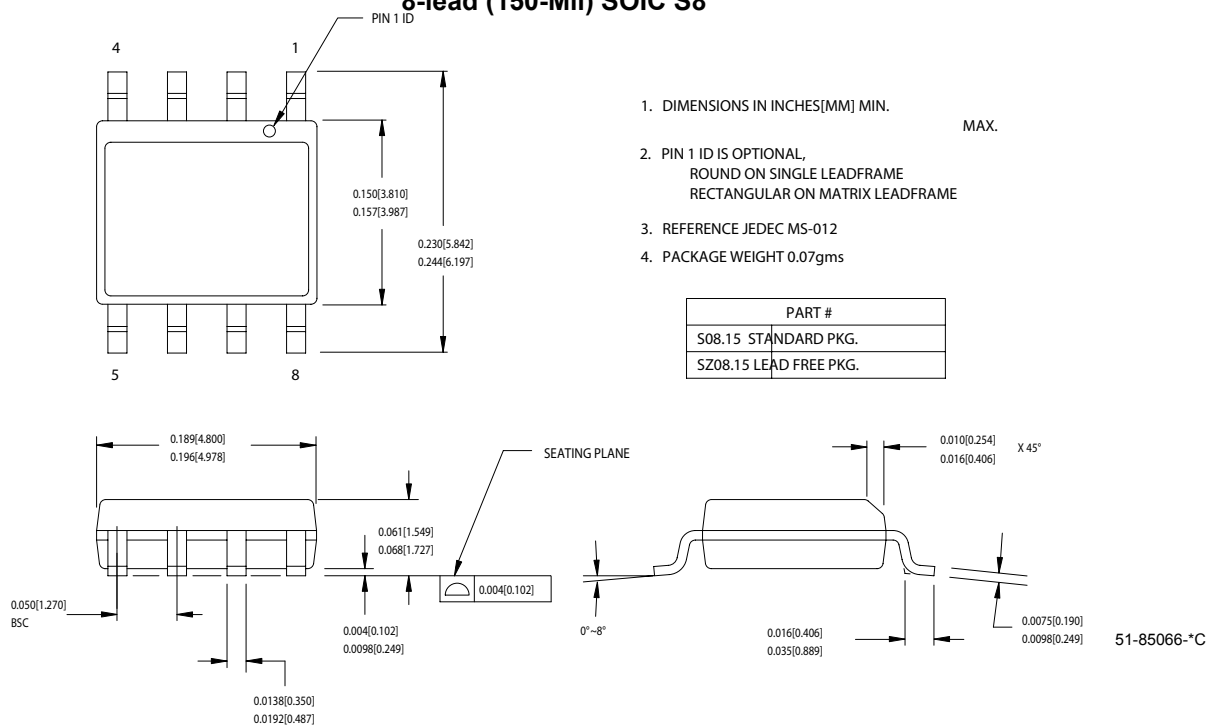 8-lead (150-Mil) SOIC S8
PIN 1 ID
4
1
0.150[3.810]
0.157[3.987]
0.230[5.842]
0.244[6.197]
5
8
1. DIMENSIONS IN INCHES[MM] MIN.
MAX.
2. PIN 1 ID IS OPTIONAL,
ROUND ON SINGLE LEADFRAME
RECTANGULAR ON MATRIX LEADFRAME
3. REFERENCE JEDEC MS-012
4. PACKAGE WEIGHT 0.07gms
PART #
S08.15 STANDARD PKG.
SZ08.15 LEAD FREE PKG.
0.189[4.800]
0.196[4.978]
SEATING PLANE
0.010[0.254]
0.016[0.406]
X 45°
0.061[1.549]
0.068[1.727]
0.004[0.102]
0.050[1.270]
BSC
0.004[0.102]
0.0098[0.249]
0°~8°
0.016[0.406]
0.035[0.889]
0.0075[0.190]
0.0098[0.249]
51-85066-*C
0.0138[0.350]
0.0192[0.487]